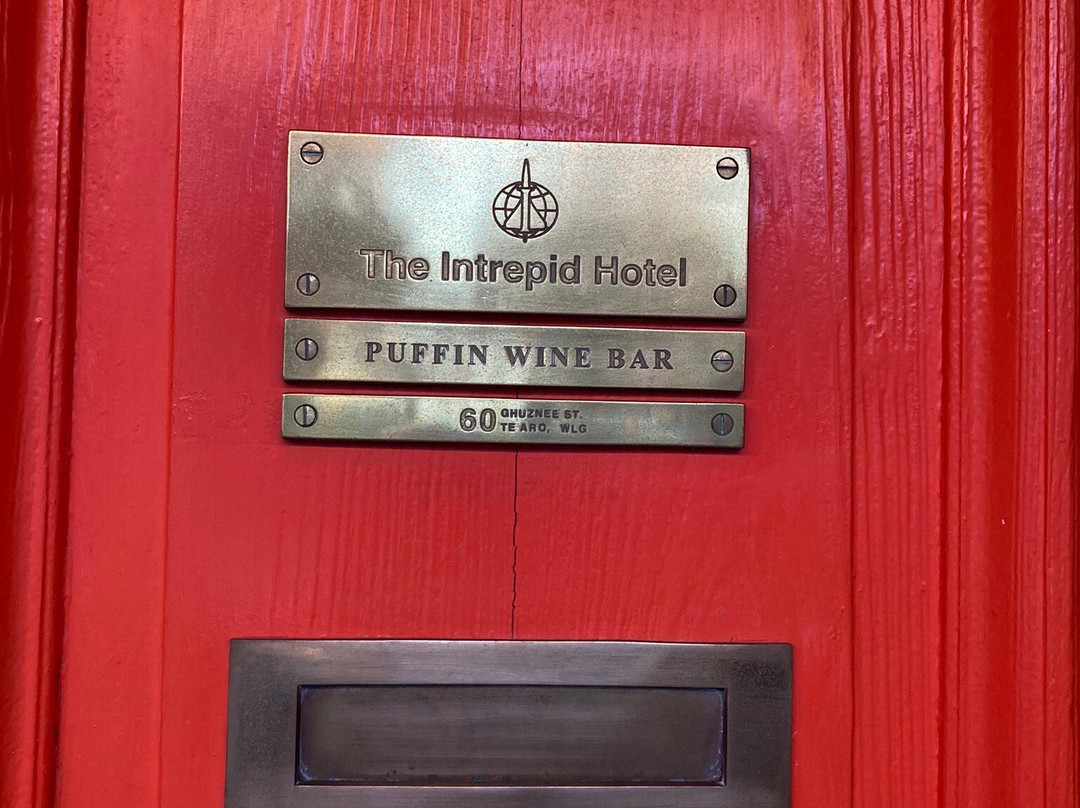 The Intrepid Hotel
PUFFIN WINE BAR
60 GHUZNEE ST.
TE ARO, WLG